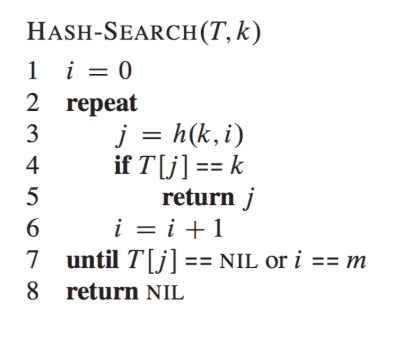 HASH-SEARCH(T, k)
1 i = 0
2 repeat
3 j = h(k, i)
4 if T[j] == k
5 return j
6 i = i + 1
7 until T[j] == NIL or i == m
8 return NIL